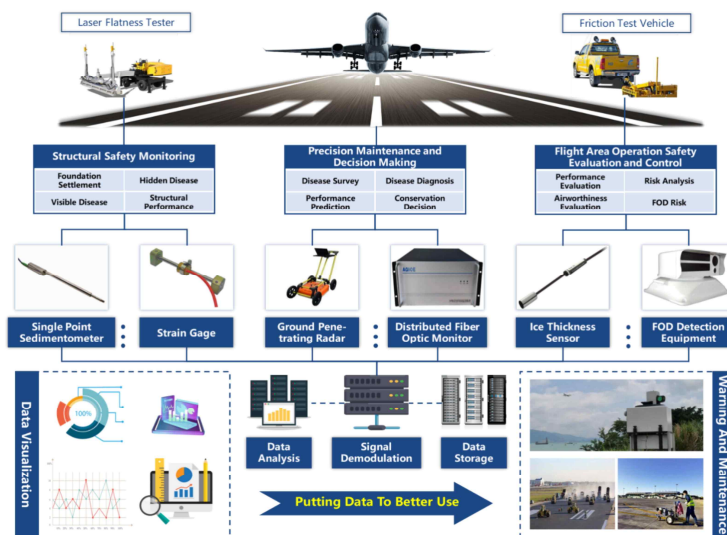 Laser Flatness Tester
Friction Test Vehicle
Structural Safety Monitoring
Foundation
Settlement
Hidden Disease
Visible Disease
Structural
Performance
Precision Maintenance and
Decision Making
Disease Survey
Disease Diagnosis
Performance
Prediction
Conservation
Decision
Flight Area Operation Safety
Evaluation and Control
Performance
Evaluation
Risk Analysis
Airworthiness
Evaluation
FOD Risk
Single Point
Sedimentometer
Strain Gage
Ground Pene-
trating Radar
Distributed Fiber
Optic Monitor
Ice Thickness
Sensor
FOD Detection
Equipment
Data Visualization
100%
Data
Analysis
Signal
Demodulation
Data
Storage
Putting Data To Better Use
Warning And Maintenance